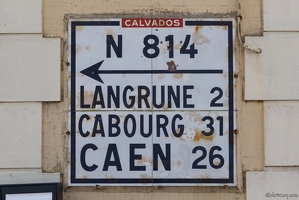 CALVADOS
N 814
LANGRUNE 2
CABOURG 31
CAEN 26